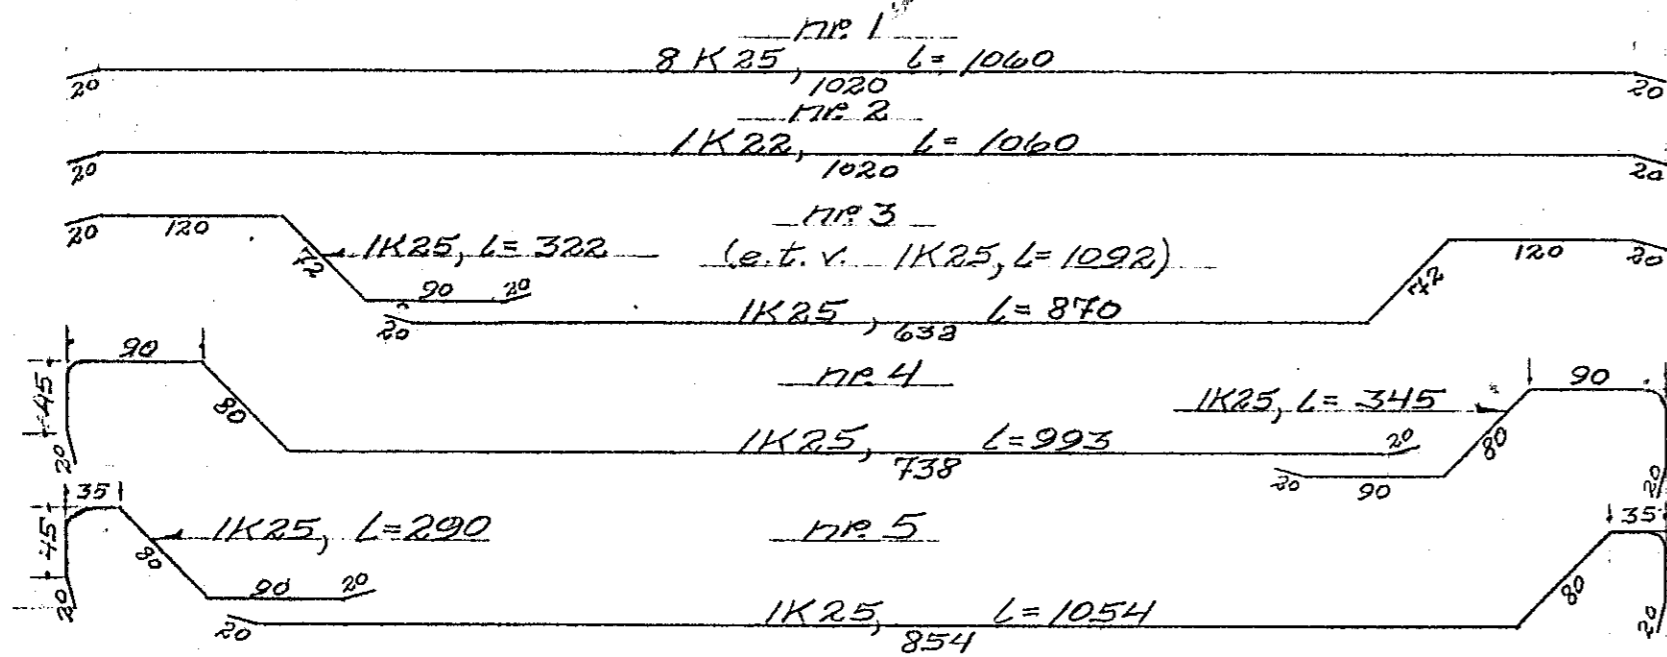 nr. 1
8 K 25, L = 1060
20 1020 20
nr. 2
1K22, L = 1060
20 1020 20
nr. 3
20 120 72 1K25, L = 322 (e.t.v. 1K25, L = 1092) 72 120 20
90 20
1K25, L = 870
20 638
nr. 4
90 45 80 20
1K25, L = 345 90 80 20
1K25, L = 993 20
738 20 90
nr. 5
35 45 80 20 1K25, L = 290 35
90 20 80 20
1K25, L = 1054
20 854